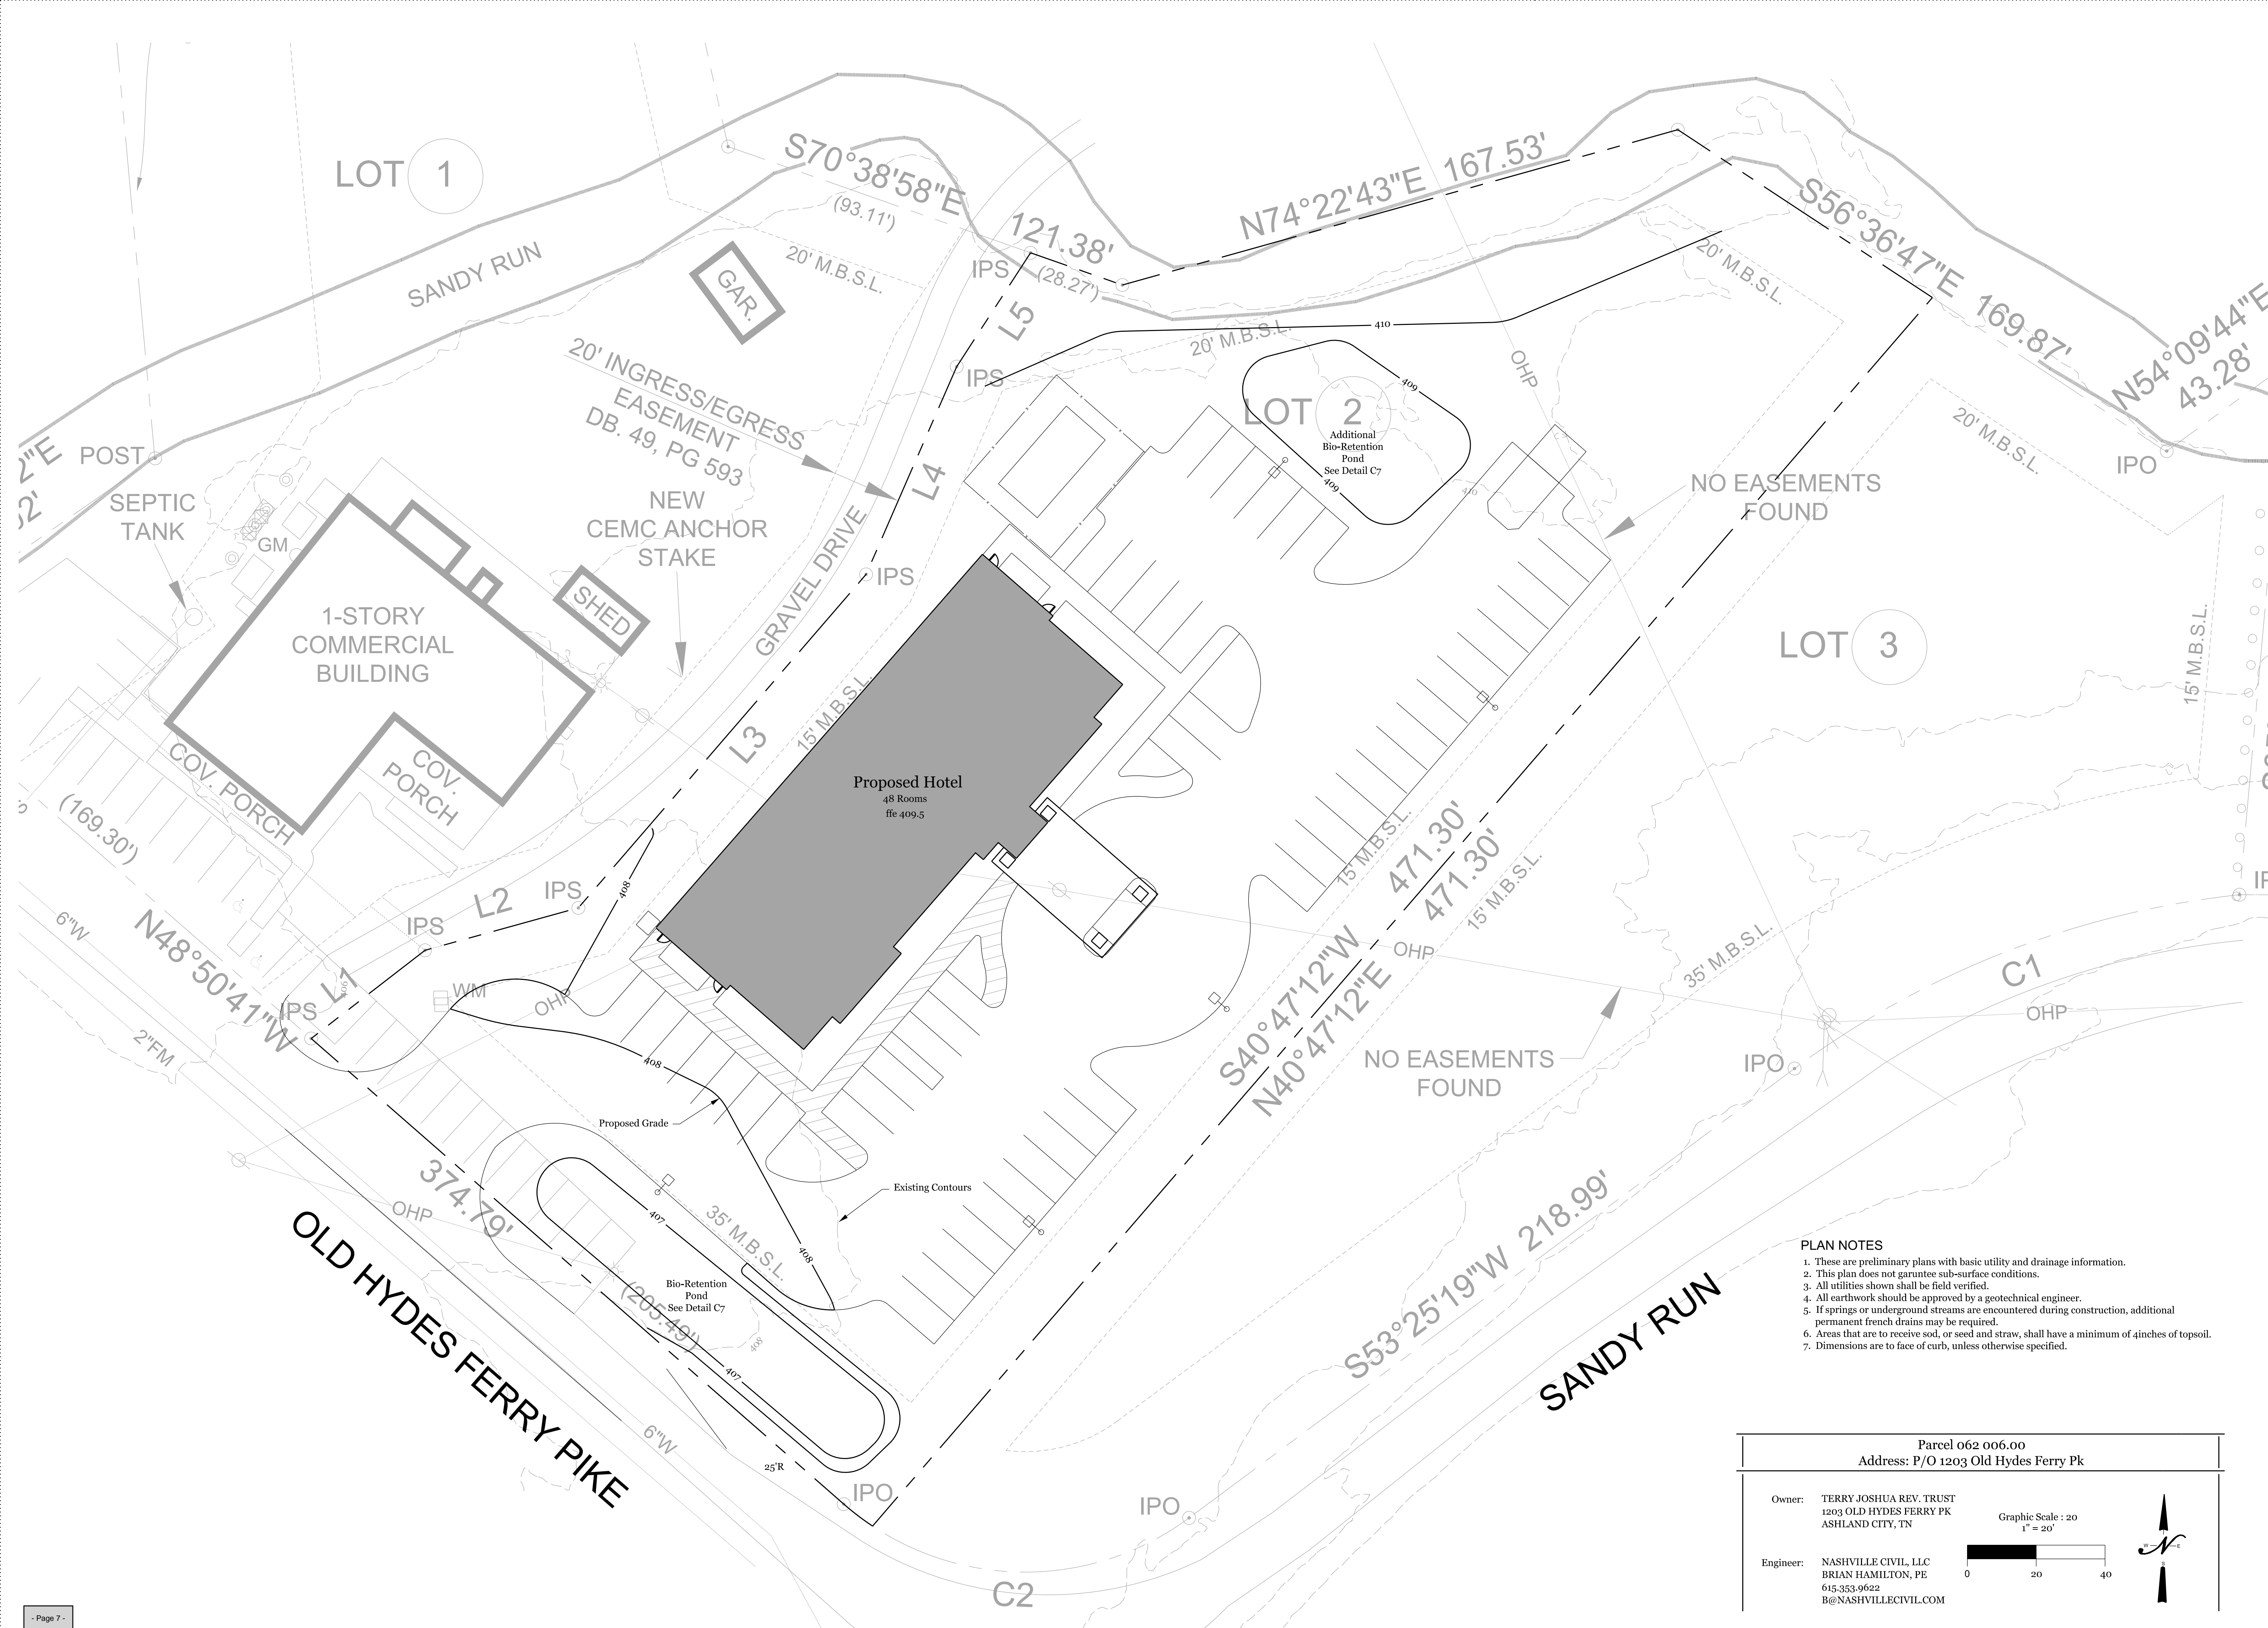 LOT 1
SANDY RUN
S70°38'58"E
(93.11')
121.38'
(28.27')
N74°22'43"E 167.53'
S56°36'47"E 169.87'
N54°09'44"E
43.28'
20' M.B.S.L.
20' M.B.S.L.
20' M.B.S.L.
20' M.B.S.L.
GAR.
IPS
L5
IPS
410
OHP
20' INGRESS/EGRESS
EASEMENT
DB. 49, PG 593
LOT 2
409
Additional
Bio-Retention
Pond
See Detail C7
409
410
2"E
POST
IPO
SEPTIC
TANK
GM
NEW
CEMC ANCHOR
STAKE
L4
GRAVEL DRIVE
IPS
NO EASEMENTS
FOUND
1-STORY
COMMERCIAL
BUILDING
SHED
LOT 3
15' M.B.S.L.
COV. PORCH
COV.
PORCH
L3
15' M.B.S.L.
Proposed Hotel
48 Rooms
ffe 409.5
(169.30')
15' M.B.S.L.
471.30'
471.30'
15' M.B.S.L.
6"W
N48°50'41"W
IPS
L2
IPS
408
L1
406
IPS
WM
OHP
OHP
S40°47'12"W
N40°47'12"E
35' M.B.S.L.
C1
OHP
2"FM
408
NO EASEMENTS
FOUND
IPO
Proposed Grade
Existing Contours
374.79'
OHP
407
35' M.B.S.L.
408
Bio-Retention
Pond
See Detail C7
(205.49')
408
407
OLD HYDES FERRY PIKE
6"W
25'R
IPO
IPO
C2
S53°25'19"W 218.99'
SANDY RUN
PLAN NOTES
1. These are preliminary plans with basic utility and drainage information.
2. This plan does not garuntee sub-surface conditions.
3. All utilities shown shall be field verified.
4. All earthwork should be approved by a geotechnical engineer.
5. If springs or underground streams are encountered during construction, additional
permanent french drains may be required.
6. Areas that are to receive sod, or seed and straw, shall have a minimum of 4inches of topsoil.
7. Dimensions are to face of curb, unless otherwise specified.
Parcel 062 006.00
Address: P/O 1203 Old Hydes Ferry Pk
Owner: TERRY JOSHUA REV. TRUST
1203 OLD HYDES FERRY PK
ASHLAND CITY, TN
Engineer: NASHVILLE CIVIL, LLC
BRIAN HAMILTON, PE
615.353.9622
B@NASHVILLECIVIL.COM
Graphic Scale : 20
1" = 20'
0 20 40
W N E
S
- Page 7 -